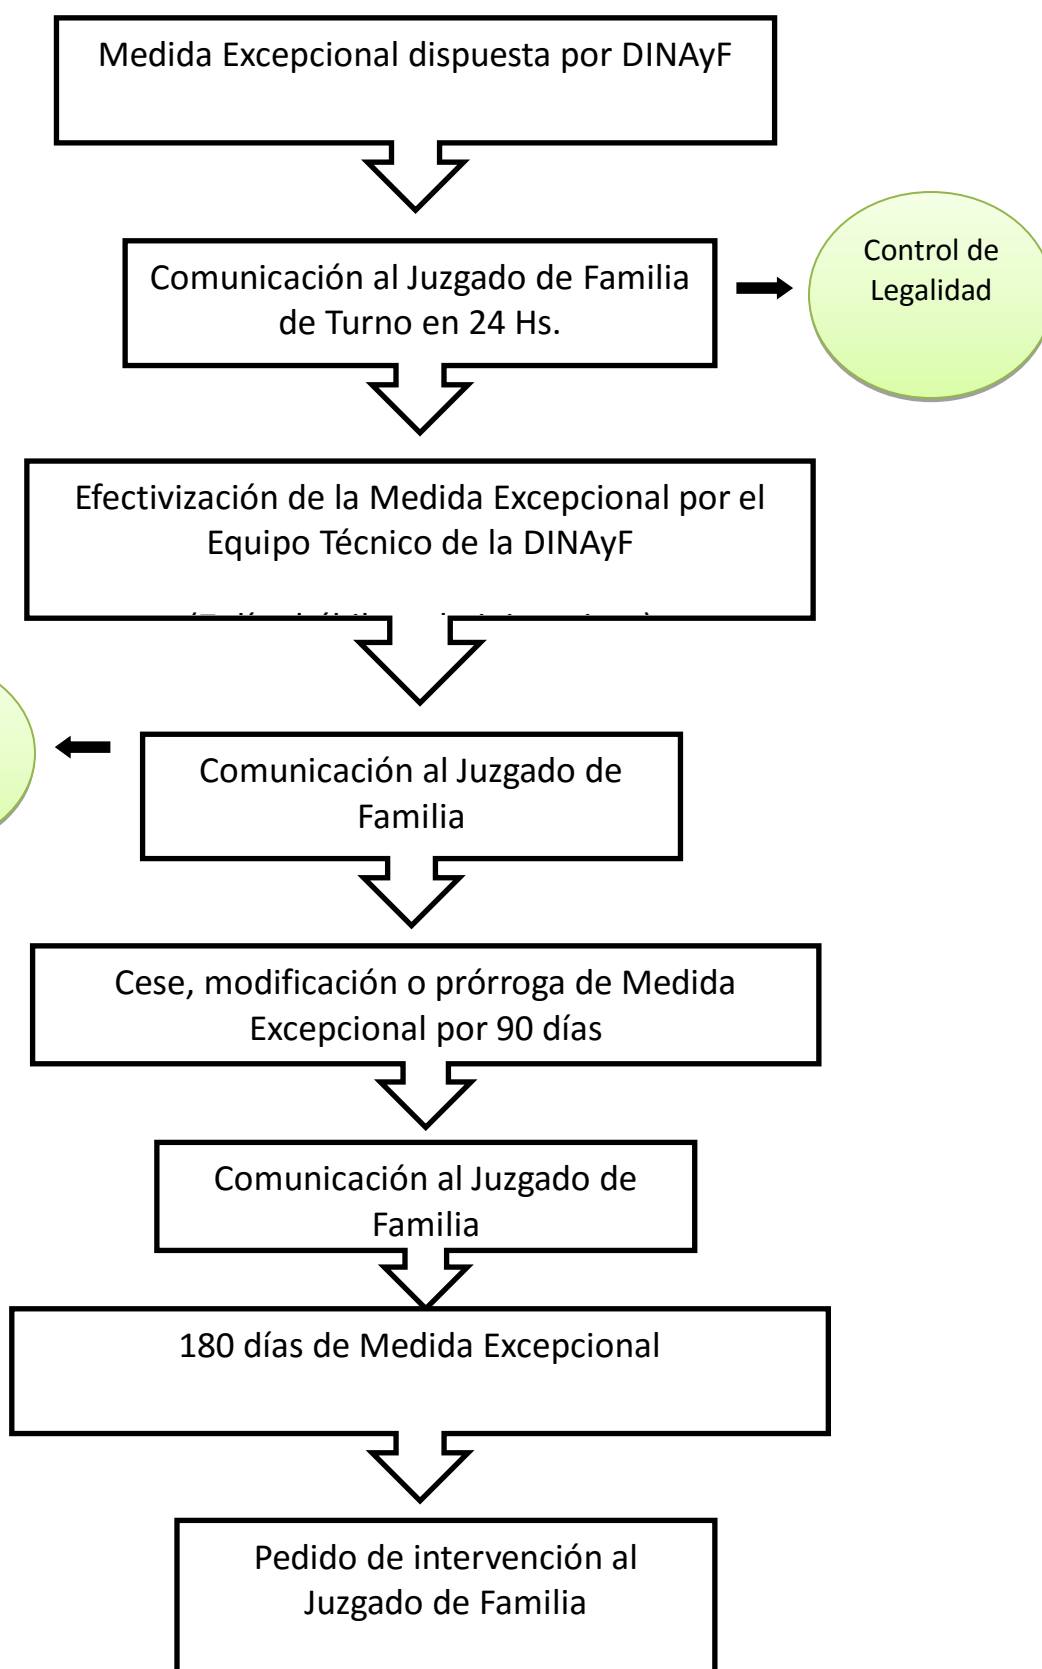 Medida Excepcional dispuesta por DINAyF
Comunicación al Juzgado de Familia
de Turno en 24 Hs.
Control de
Legalidad
Efectivización de la Medida Excepcional por el
Equipo Técnico de la DINAyF
Comunicación al Juzgado de
Familia
Cese, modificación o prórroga de Medida
Excepcional por 90 días
Comunicación al Juzgado de
Familia
180 días de Medida Excepcional
Pedido de intervención al
Juzgado de Familia